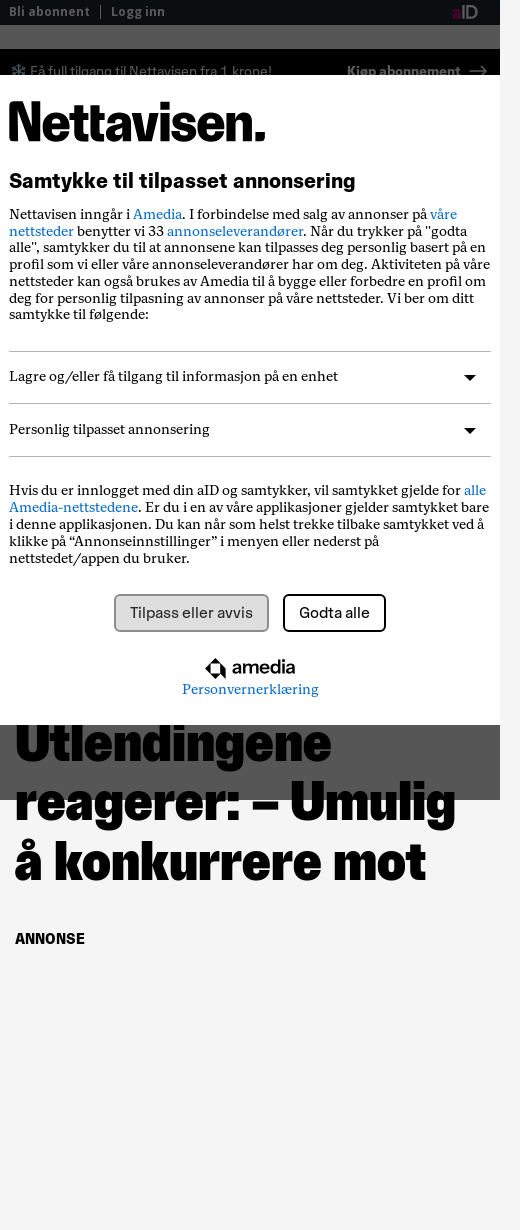 Bli abonnent | Logg inn aID
Få full tilgang til Nettavisen fra 1 krone! Kjøp abonnement →
Nettavisen.
Samtykke til tilpasset annonsering
Nettavisen inngår i Amedia. I forbindelse med salg av annonser på våre
nettsteder benytter vi 33 annonseleverandører. Når du trykker på "godta
alle", samtykker du til at annonsene kan tilpasses deg personlig basert på en
profil som vi eller våre annonseleverandører har om deg. Aktiviteten på våre
nettsteder kan også brukes av Amedia til å bygge eller forbedre en profil om
deg for personlig tilpasning av annonser på våre nettsteder. Vi ber om ditt
samtykke til følgende:
Lagre og/eller få tilgang til informasjon på en enhet
Personlig tilpasset annonsering
Hvis du er innlogget med din aID og samtykker, vil samtykket gjelde for alle
Amedia-nettstedene. Er du i en av våre applikasjoner gjelder samtykket bare
i denne applikasjonen. Du kan når som helst trekke tilbake samtykket ved å
klikke på “Annonseinnstillinger” i menyen eller nederst på
nettstedet/appen du bruker.
Tilpass eller avvis Godta alle
amedia
Personvernerklæring
Utlendingene
reagerer: – Umulig
å konkurrere mot
ANNONSE